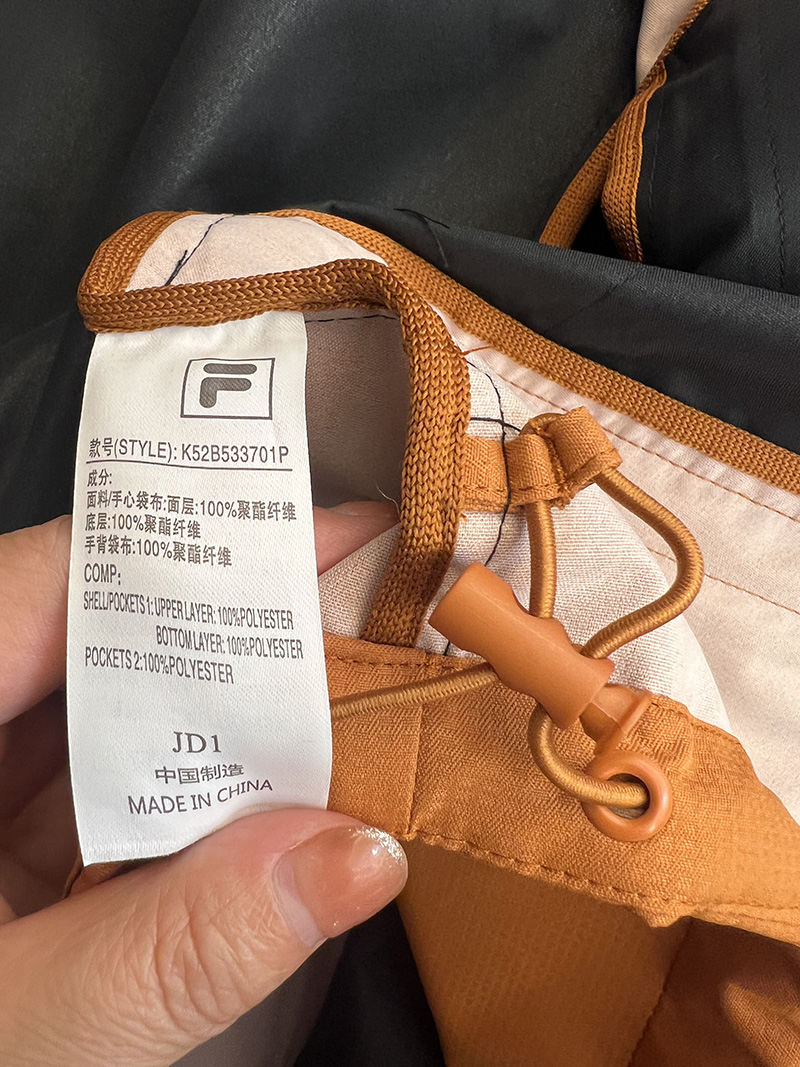 F
款号(STYLE): K52B533701P
成分:
面料/手心袋布:面层:100%聚酯纤维
底层:100%聚酯纤维
手背袋布:100%聚酯纤维
COMP:
SHELL/POCKETS 1: UPPER LAYER: 100%POLYESTER
BOTTOM LAYER: 100%POLYESTER
POCKETS 2:100%POLYESTER
JD1
中国制造
MADE IN CHINA